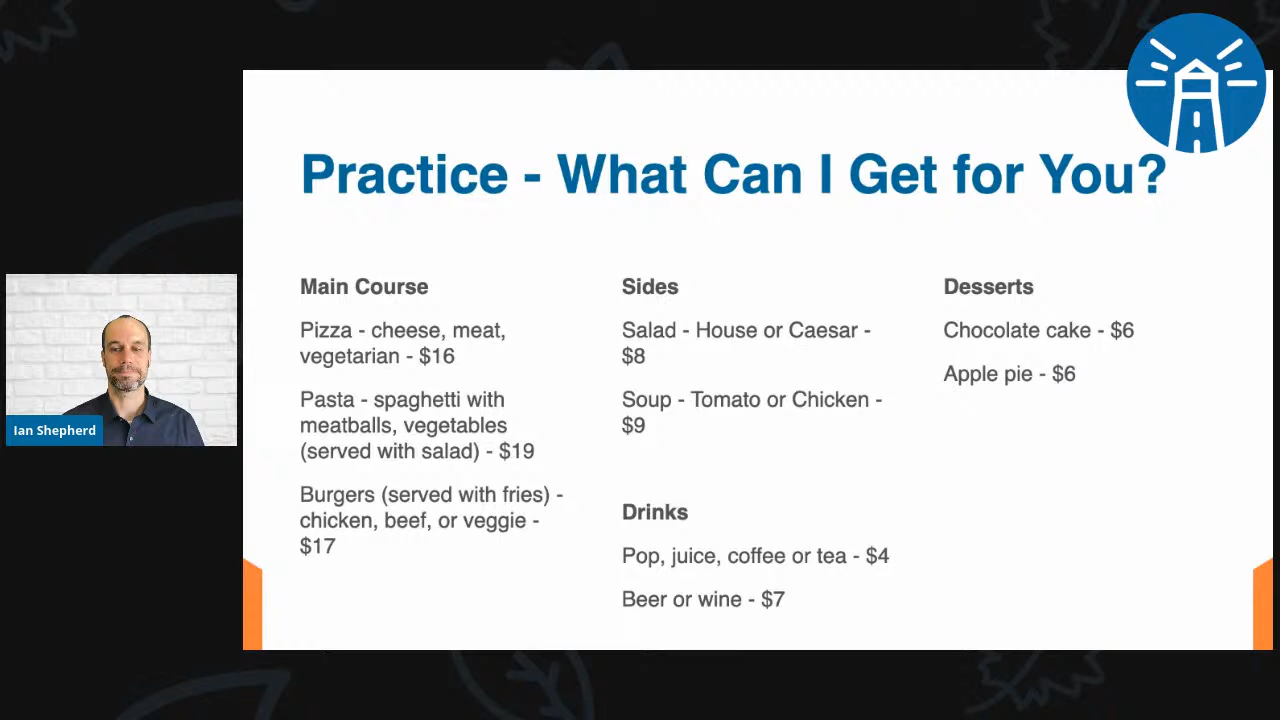 Practice - What Can I Get for You?
Main Course
Pizza - cheese, meat,
vegetarian - $16
Pasta - spaghetti with
meatballs, vegetables
(served with salad) - $19
Burgers (served with fries) -
chicken, beef, or veggie -
$17
Sides
Salad - House or Caesar -
$8
Soup - Tomato or Chicken -
$9
Drinks
Pop, juice, coffee or tea - $4
Beer or wine - $7
Desserts
Chocolate cake - $6
Apple pie - $6
Ian Shepherd